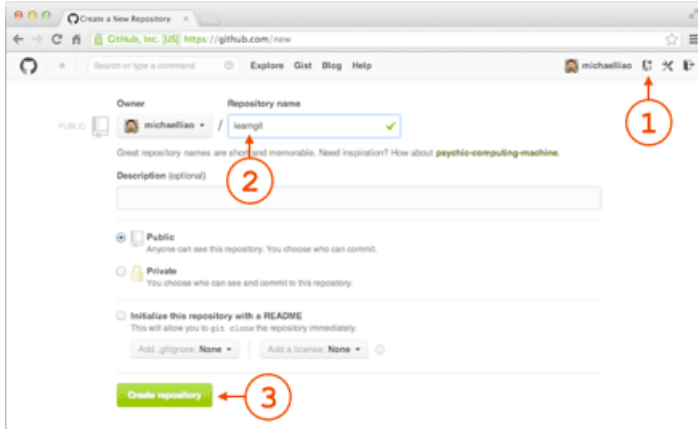 Create a New Repository
GitHub, Inc. [US] https://github.com/new
Search or type a command Explore Gist Blog Help michaelliao
1
Owner Repository name
PUBLIC michaelliao / learngit
Great repository names are short and memorable. Need inspiration? How about psychic-computing-machine.
2
Description (optional)
Public
Anyone can see this repository. You choose who can commit.
Private
You choose who can see and commit to this repository.
Initialize this repository with a README
This will allow you to git clone the repository immediately.
Add .gitignore: None Add a license: None
Create repository 3